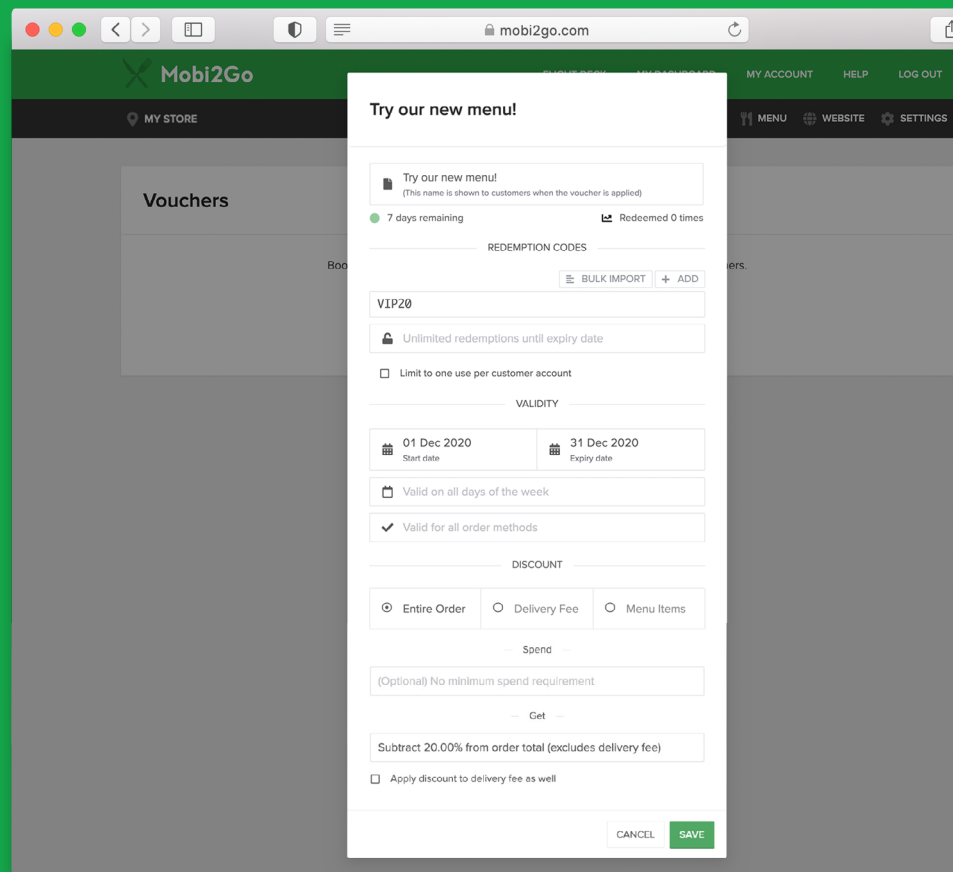 mobi2go.com
Mobi2Go
MY ACCOUNT HELP LOG OUT
MY STORE
MENU WEBSITE SETTINGS
Vouchers
Try our new menu!
Try our new menu!
(This name is shown to customers when the voucher is applied)
7 days remaining Redeemed 0 times
REDEMPTION CODES
BULK IMPORT + ADD
VIP20
Unlimited redemptions until expiry date
Limit to one use per customer account
VALIDITY
01 Dec 2020 31 Dec 2020
Start date Expiry date
Valid on all days of the week
Valid for all order methods
DISCOUNT
Entire Order Delivery Fee Menu Items
Spend
(Optional) No minimum spend requirement
Get
Subtract 20.00% from order total (excludes delivery fee)
Apply discount to delivery fee as well
CANCEL SAVE